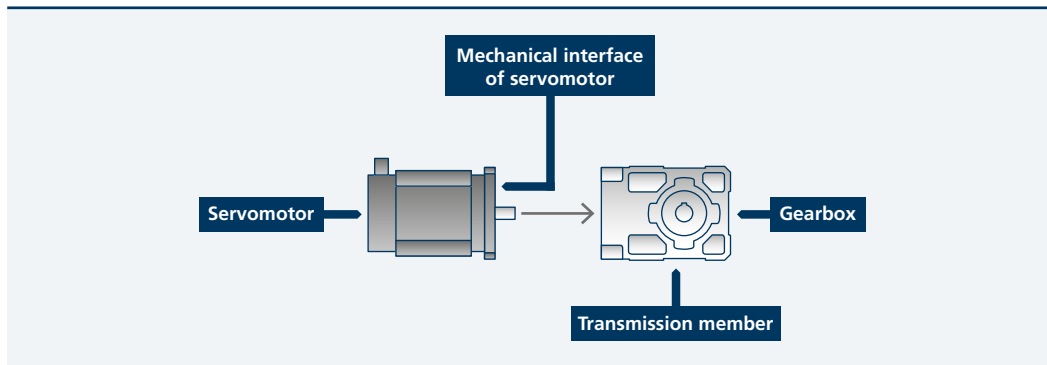 Mechanical interface
of servomotor
Servomotor
Gearbox
Transmission member